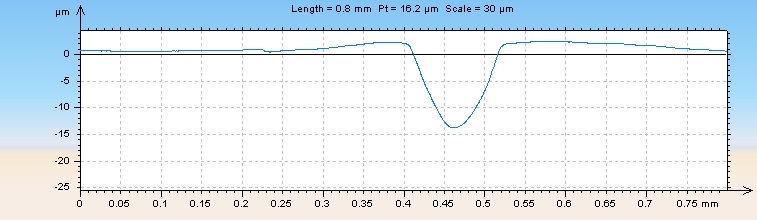 Length = 0.8 mm Pt = 16.2 µm Scale = 30 µm
µm
0
-5
-10
-15
-20
-25
0 0.05 0.1 0.15 0.2 0.25 0.3 0.35 0.4 0.45 0.5 0.55 0.6 0.65 0.7 0.75 mm